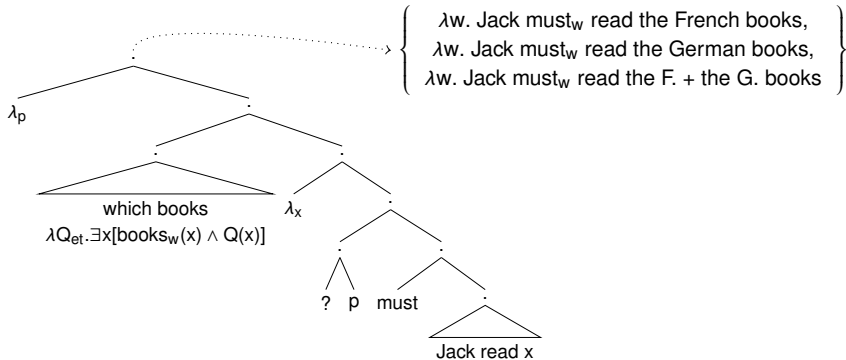 λw. Jack must_w read the French books,
λw. Jack must_w read the German books,
λw. Jack must_w read the F. + the G. books
λ_p
which books
λQ_et.∃x[books_w(x) ∧ Q(x)]
λ_x
? p must
Jack read x